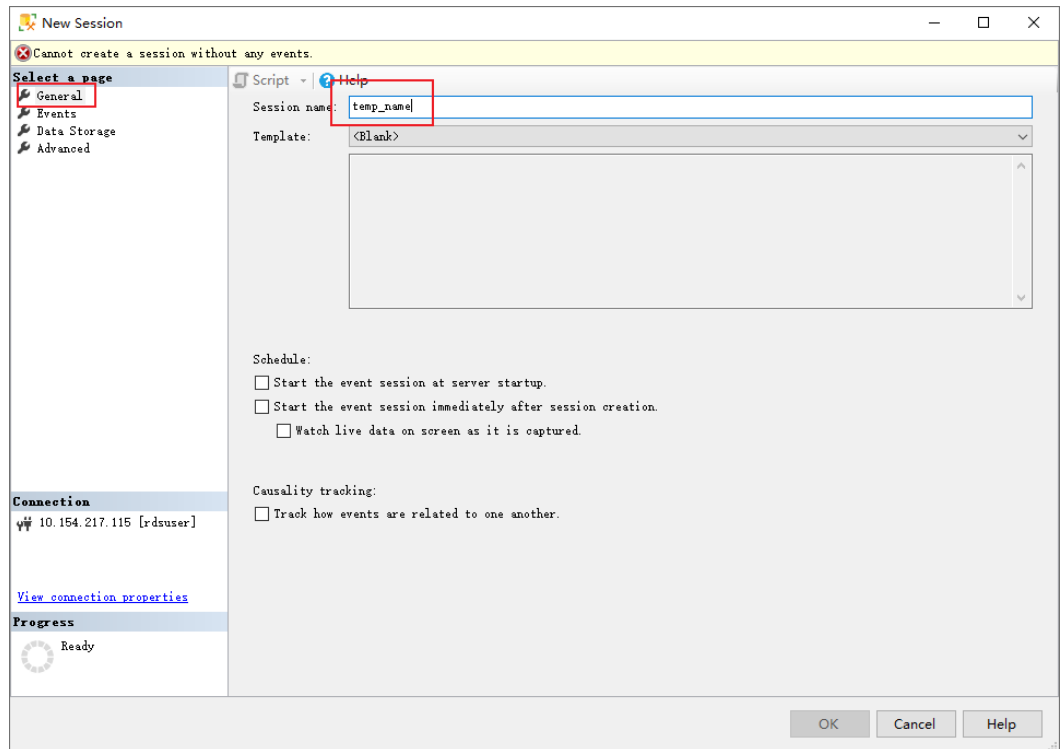 New Session
Cannot create a session without any events.
Select a page
General
Events
Data Storage
Advanced
Script Help
Session name: temp_name
Template: <Blank>
Schedule:
Start the event session at server startup.
Start the event session immediately after session creation.
Watch live data on screen as it is captured.
Causality tracking:
Track how events are related to one another.
Connection
10.154.217.115 [rdsuser]
View connection properties
Progress
Ready
OK Cancel Help